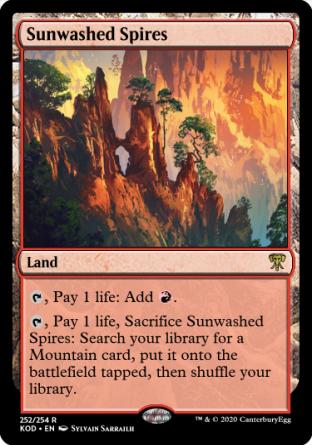 Sunwashed Spires
Land
, Pay 1 life: Add .
, Pay 1 life, Sacrifice Sunwashed
Spires: Search your library for a
Mountain card, put it onto the
battlefield tapped, then shuffle your
library.
252/254 R
KOD • EN SYLVAIN SARRAILH
™ & © 2020 CanterburyEgg